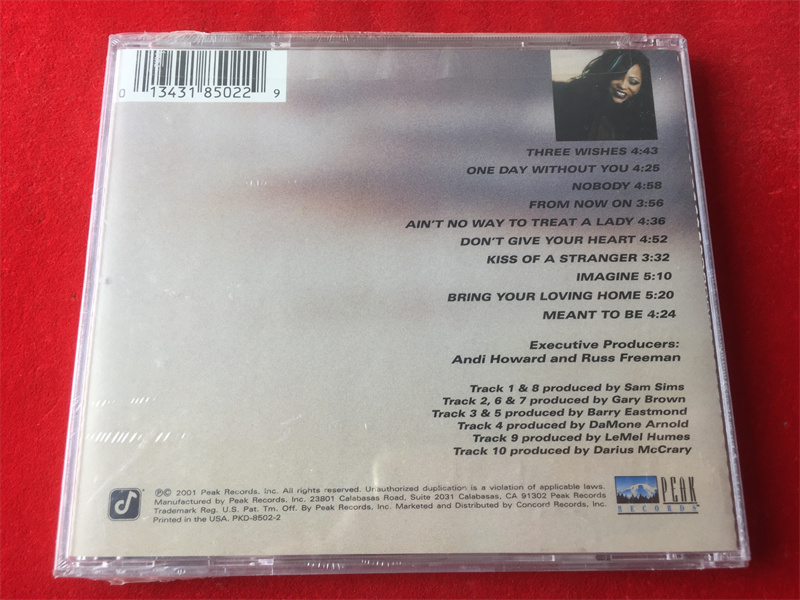 0 13431 85022 9
THREE WISHES 4:43
ONE DAY WITHOUT YOU 4:25
NOBODY 4:58
FROM NOW ON 3:56
AIN'T NO WAY TO TREAT A LADY 4:36
DON'T GIVE YOUR HEART 4:52
KISS OF A STRANGER 3:32
IMAGINE 5:10
BRING YOUR LOVING HOME 5:20
MEANT TO BE 4:24
Executive Producers:
Andi Howard and Russ Freeman
Track 1 & 8 produced by Sam Sims
Track 2, 6 & 7 produced by Gary Brown
Track 3 & 5 produced by Barry Eastmond
Track 4 produced by DaMone Arnold
Track 9 produced by LeMel Humes
Track 10 produced by Darius McCrary
℗© 2001 Peak Records, Inc. All rights reserved. Unauthorized duplication is a violation of applicable laws.
Manufactured by Peak Records, Inc. 23801 Calabasas Road, Suite 2031 Calabasas, CA 91302 Peak Records
Trademark Reg. U.S. Pat. Tm. Off. By Peak Records, Inc. Marketed and Distributed by Concord Records, Inc.
Printed in the USA. PKD-8502-2
PEAK
RECORDS